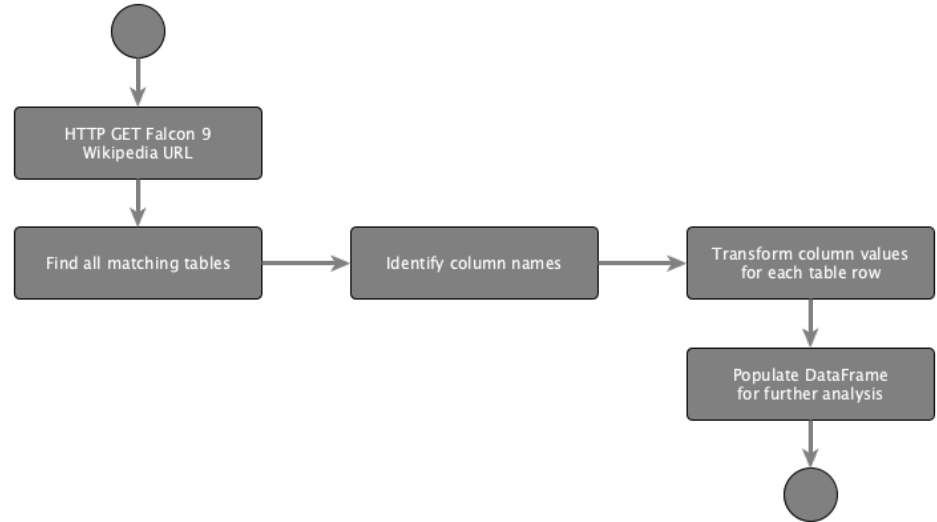 HTTP GET Falcon 9
Wikipedia URL
Find all matching tables
Identify column names
Transform column values
for each table row
Populate DataFrame
for further analysis